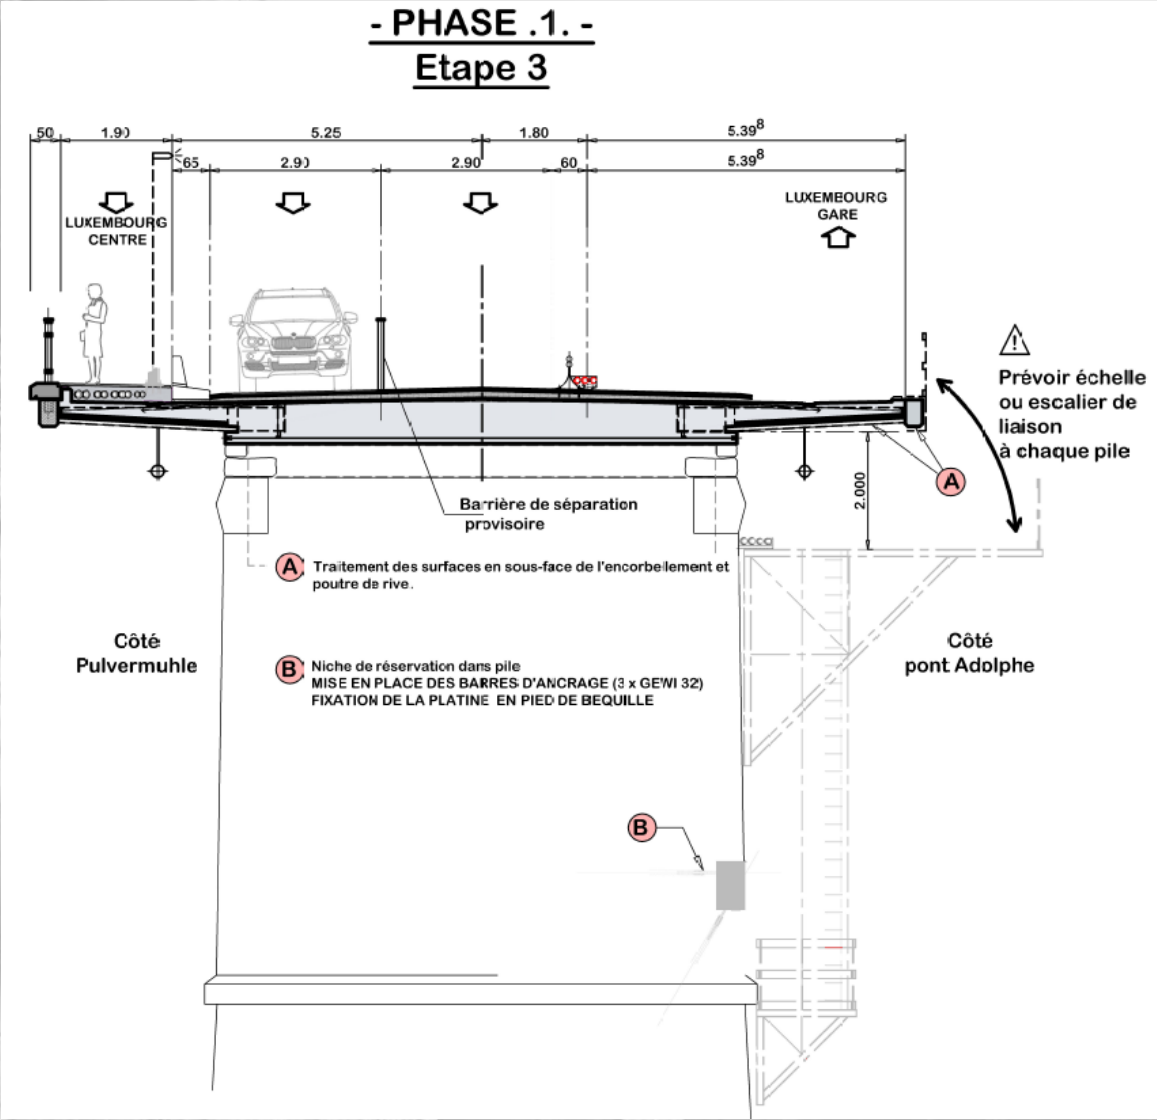 - PHASE .1. -
Etape 3
50 1.90 5.25 1.80 5.39⁸
65 2.90 2.90 60 5.39⁸
LUXEMBOURG
CENTRE
LUXEMBOURG
GARE
Prévoir échelle
ou escalier de
liaison
à chaque pile
!
A
2.000
Barrière de séparation
provisoire
A Traitement des surfaces en sous-face de l'encorbellement et
poutre de rive.
Côté
Pulvermuhle
Côté
pont Adolphe
B Niche de réservation dans pile
MISE EN PLACE DES BARRES D'ANCRAGE (3 x GEWI 32)
FIXATION DE LA PLATINE EN PIED DE BEQUILLE
B